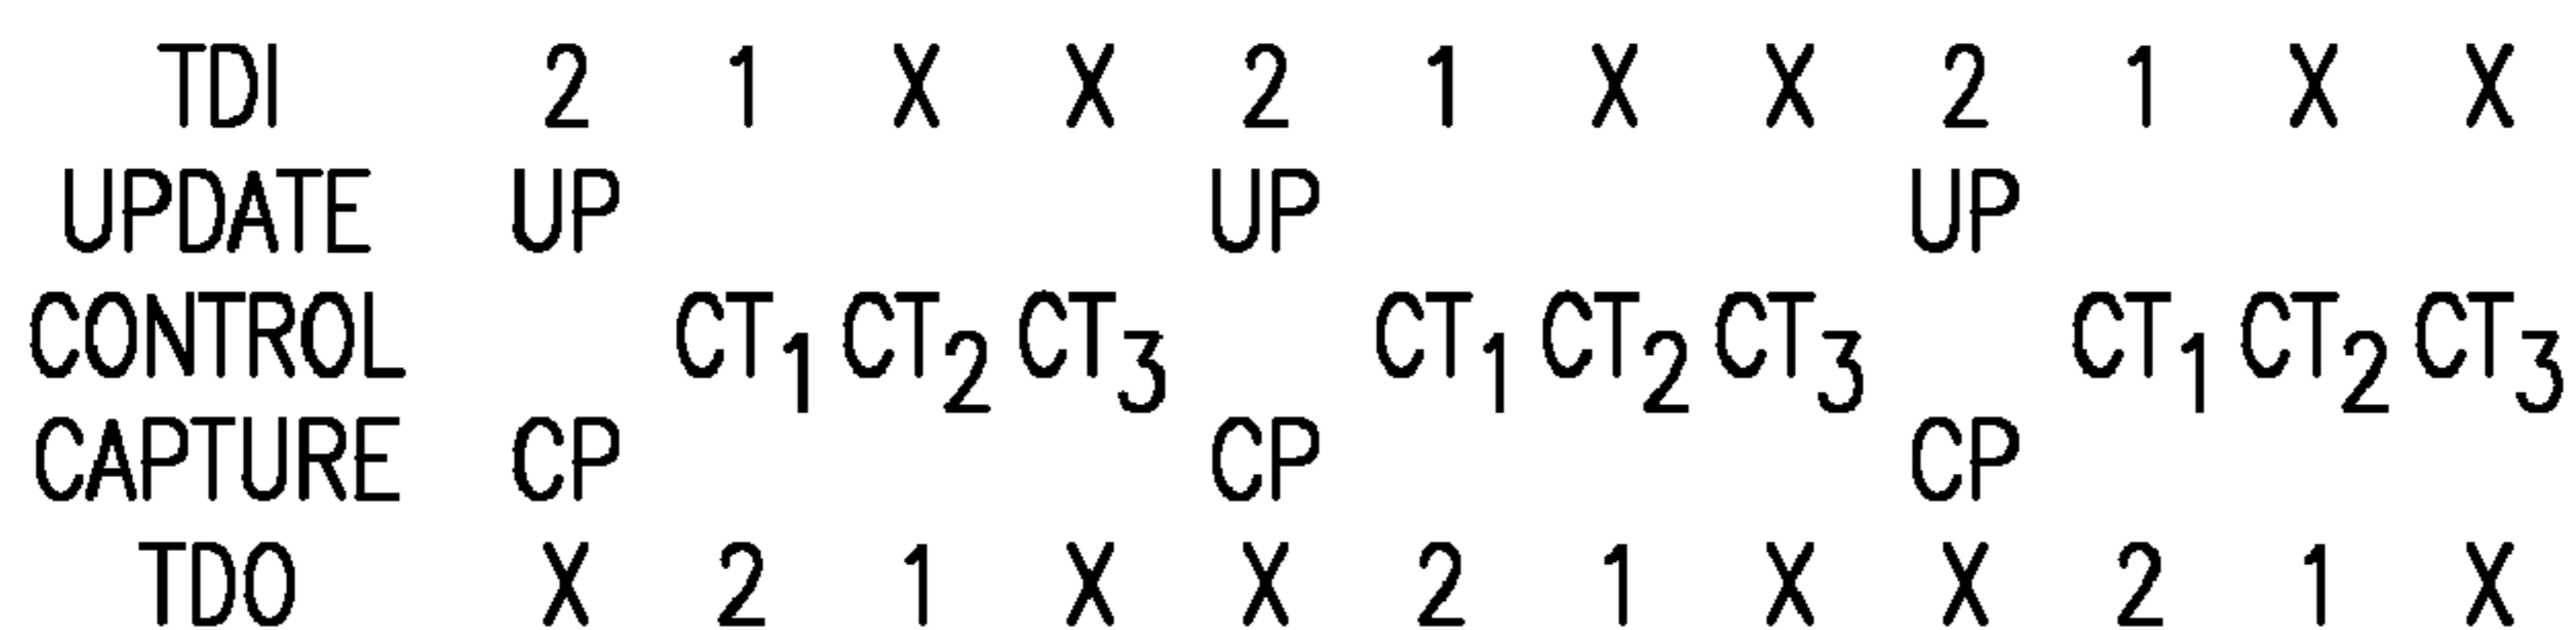 TDI 2 1 X X 2 1 X X 2 1 X X
UPDATE UP UP UP
CONTROL CT1 CT2 CT3 CT1 CT2 CT3 CT1 CT2 CT3
CAPTURE CP CP CP
TDO X 2 1 X X 2 1 X X 2 1 X